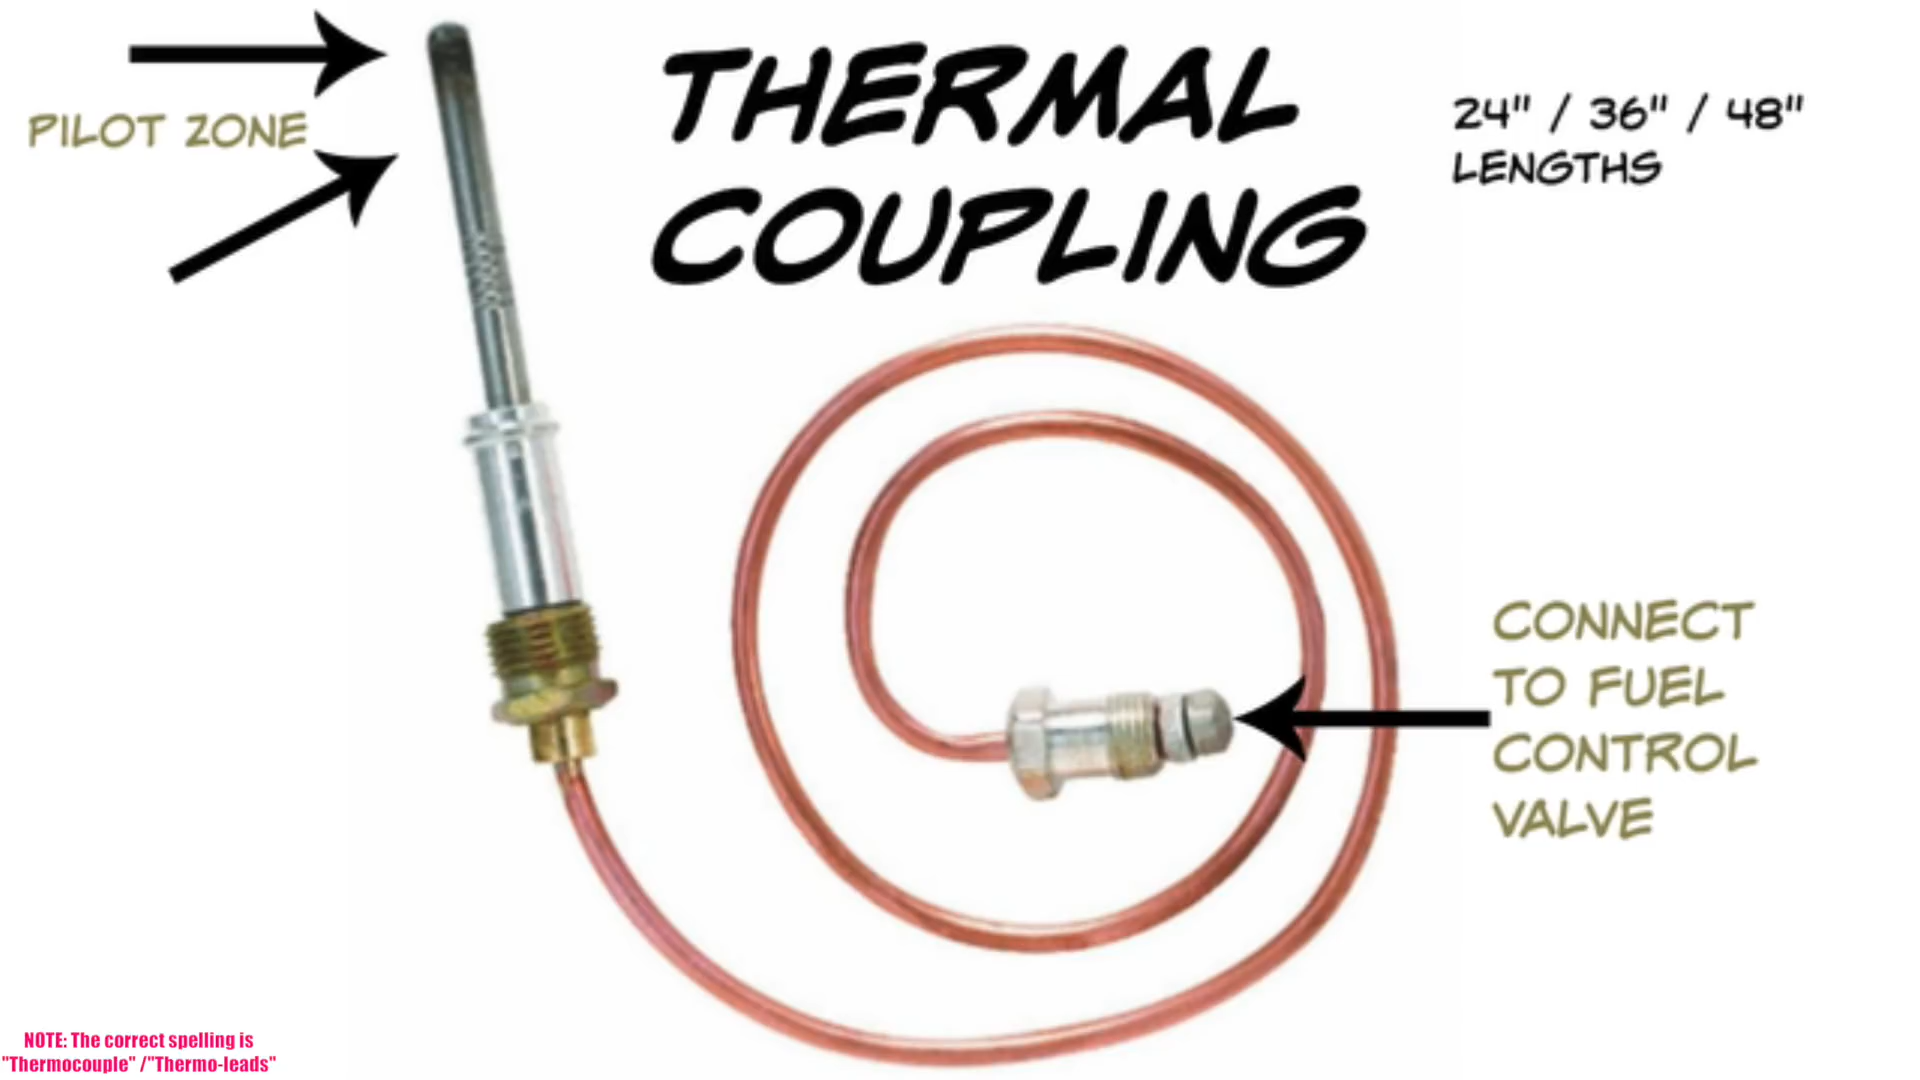 THERMAL
COUPLING
24" / 36" / 48"
LENGTHS
PILOT ZONE
CONNECT
TO FUEL
CONTROL
VALVE
NOTE: The correct spelling is
"Thermocouple" /"Thermo-leads"